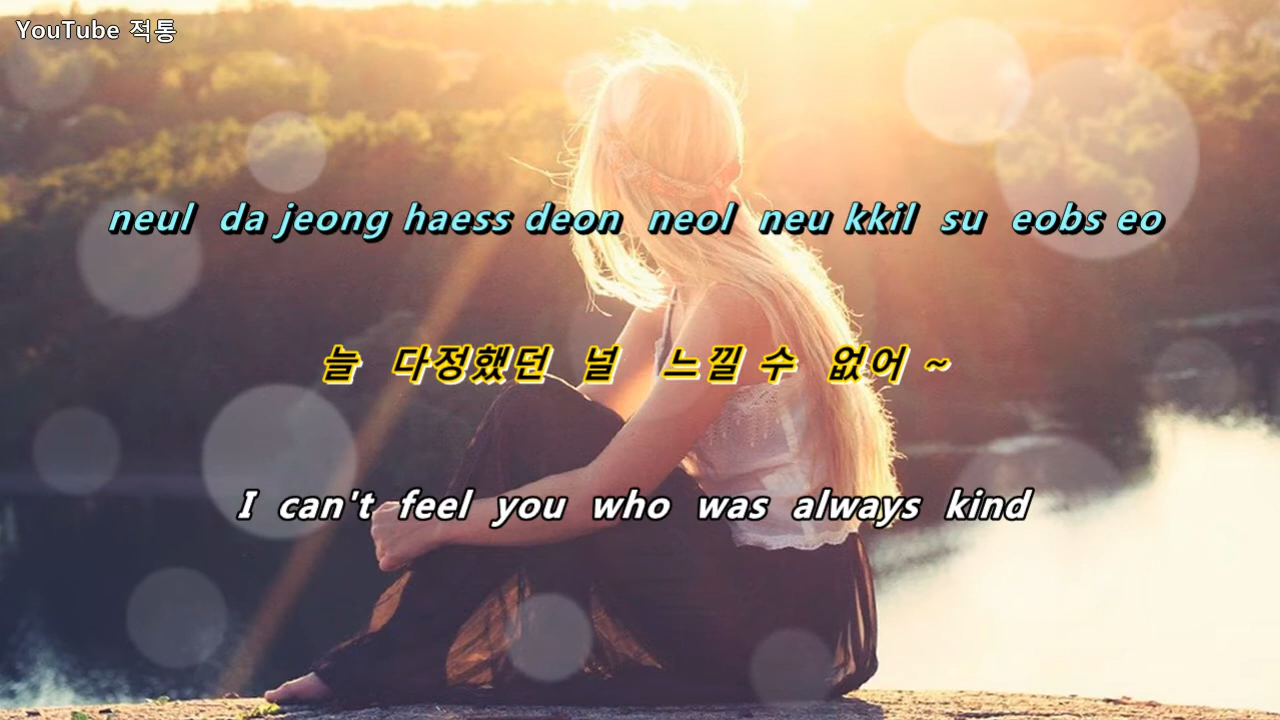 YouTube 적통
neul da jeong haess deon neol neu kkil su eobs eo
늘 다정했던 널 느낄 수 없어 ~
I can't feel you who was always kind